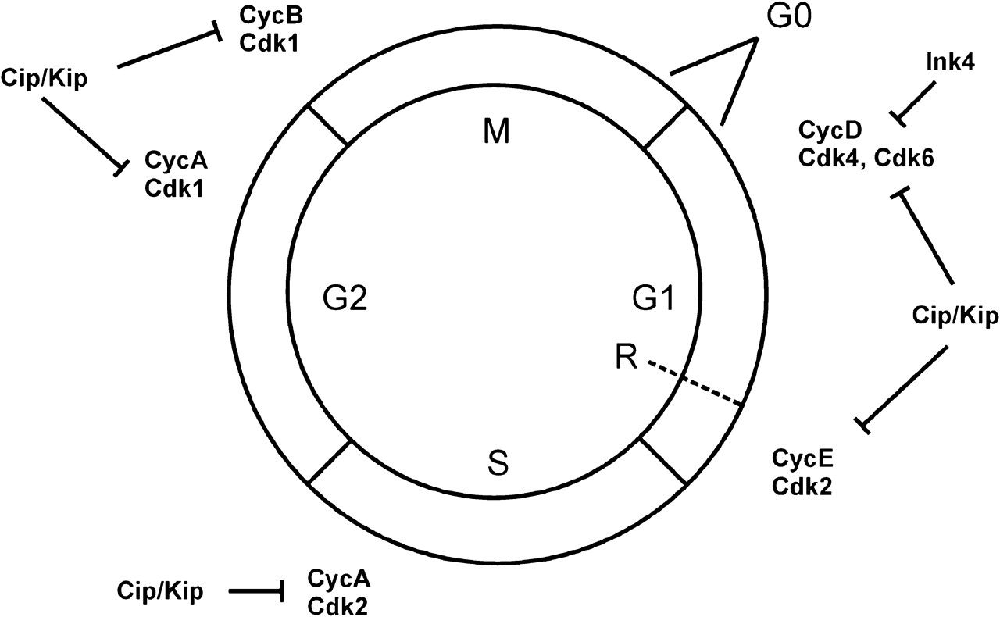 CycB
Cdk1
G0
Ink4
Cip/Kip
M
CycD
Cdk4, Cdk6
CycA
Cdk1
G2
G1
Cip/Kip
R
S
CycE
Cdk2
Cip/Kip
CycA
Cdk2